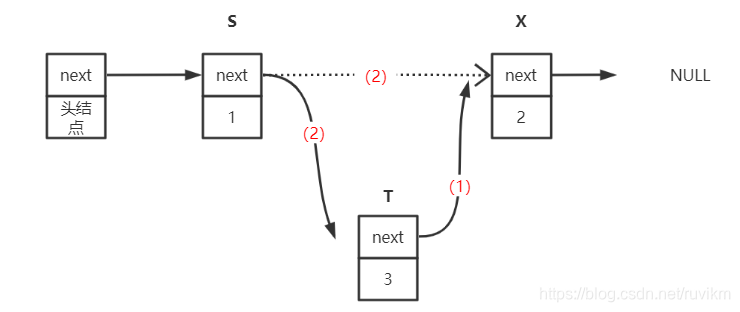 S
X
next
next
(2)
next
NULL
头结
点
1
2
(2)
(1)
T
next
3
https://blog.csdn.net/ruvikm